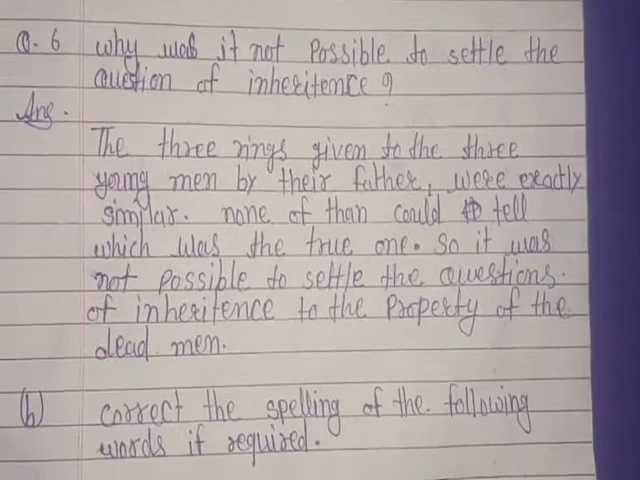 Q. 6 why was it not Possible to settle the
Question of inheritence ?
Ans.
The three rings given to the three
young men by their father, were exactly
similar. none of than could tell
which was the true one. so it was
not possible to settle the Questions.
of inheritence to the Property of the
dead men.
(b) correct the spelling of the following
words if required.